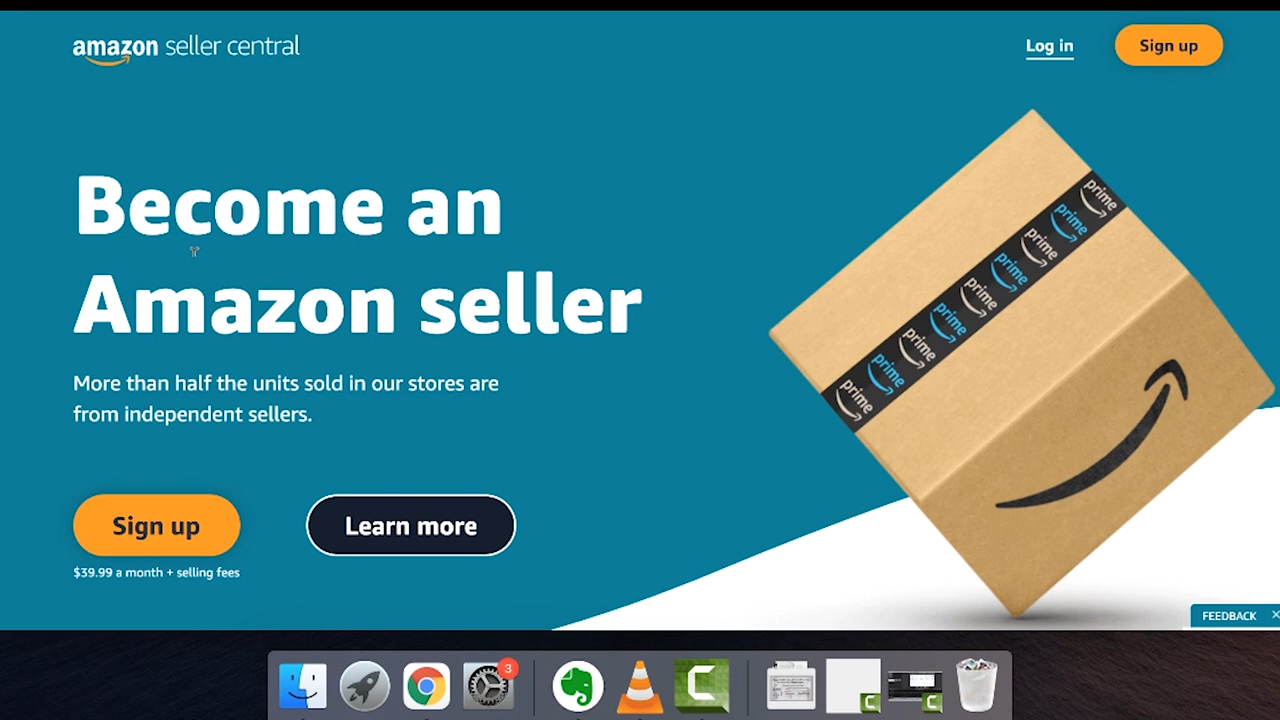 amazon seller central
Log in
Sign up
Become an
Amazon seller
More than half the units sold in our stores are
from independent sellers.
Sign up
Learn more
$39.99 a month + selling fees
prime
prime
prime
prime
prime
prime
prime
prime
prime
FEEDBACK
3